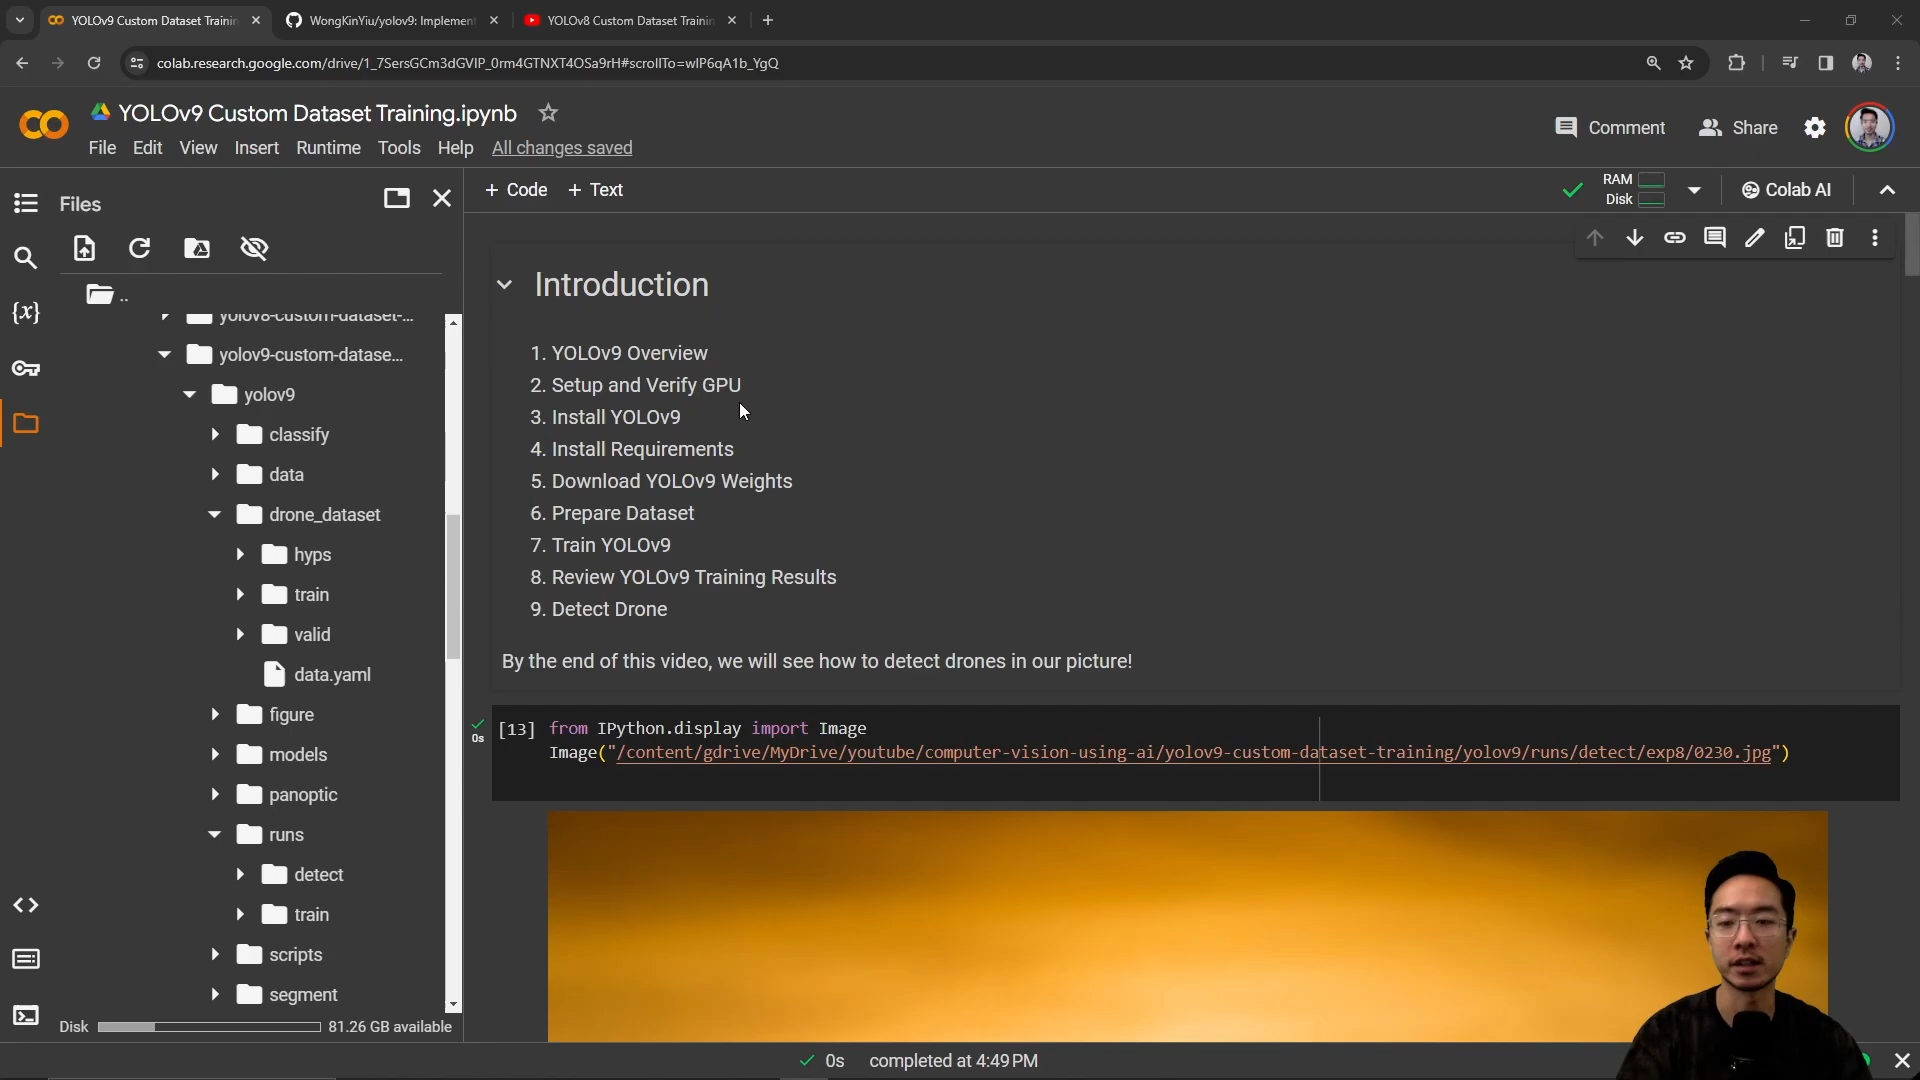 YOLOv9 Custom Dataset Trainin
WongKinYiu/yolov9: Implement
YOLOv8 Custom Dataset Trainin
colab.research.google.com/drive/1_7SersGCm3dGVIP_0rm4GTNXT4OSa9rH#scrollTo=wIP6qA1b_YgQ
YOLOv9 Custom Dataset Training.ipynb
Comment
Share
File Edit View Insert Runtime Tools Help All changes saved
Files
+ Code + Text
RAM
Disk
Colab AI
..
yolov8-custom-dataset-...
yolov9-custom-datase...
yolov9
classify
data
drone_dataset
hyps
train
valid
data.yaml
figure
models
panoptic
runs
detect
train
scripts
segment
Disk 81.26 GB available
Introduction
1. YOLOv9 Overview
2. Setup and Verify GPU
3. Install YOLOv9
4. Install Requirements
5. Download YOLOv9 Weights
6. Prepare Dataset
7. Train YOLOv9
8. Review YOLOv9 Training Results
9. Detect Drone
By the end of this video, we will see how to detect drones in our picture!
0s
[13] from IPython.display import Image
Image("/content/gdrive/MyDrive/youtube/computer-vision-using-ai/yolov9-custom-dataset-training/yolov9/runs/detect/exp8/0230.jpg")
0s completed at 4:49 PM